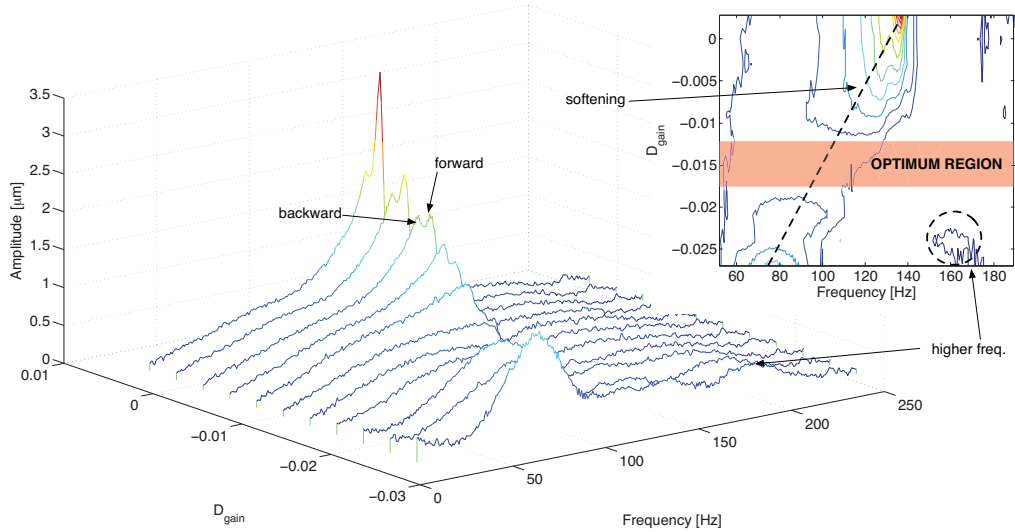 3.5
3
2.5
2
1.5
1
0.5
0
Amplitude [μm]
0.01
0
−0.01
−0.02
−0.03
D_gain
0
50
100
150
200
250
Frequency [Hz]
backward
forward
softening
higher freq.
0
−0.005
−0.01
−0.015
−0.02
−0.025
D_gain
OPTIMUM REGION
60 80 100 120 140 160 180
Frequency [Hz]